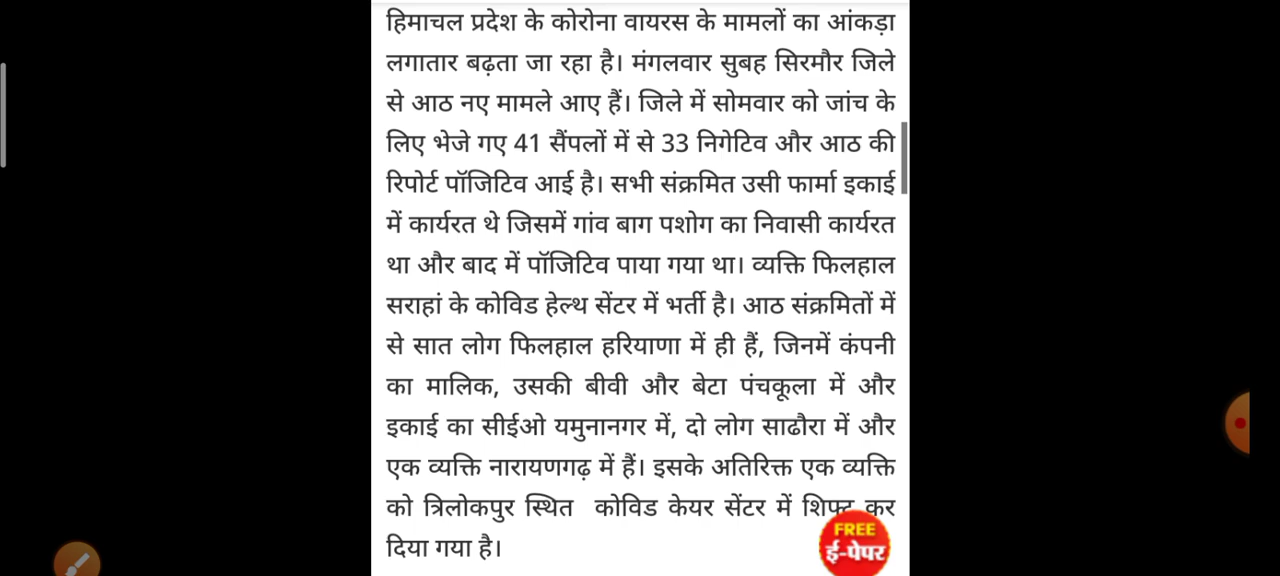 हिमाचल प्रदेश के कोरोना वायरस के मामलों का आंकड़ा
लगातार बढ़ता जा रहा है। मंगलवार सुबह सिरमौर जिले
से आठ नए मामले आए हैं। जिले में सोमवार को जांच के
लिए भेजे गए 41 सैंपलों में से 33 निगेटिव और आठ की
रिपोर्ट पॉजिटिव आई है। सभी संक्रमित उसी फार्मा इकाई
में कार्यरत थे जिसमें गांव बाग पशोग का निवासी कार्यरत
था और बाद में पॉजिटिव पाया गया था। व्यक्ति फिलहाल
सराहां के कोविड हेल्थ सेंटर में भर्ती है। आठ संक्रमितों में
से सात लोग फिलहाल हरियाणा में ही हैं, जिनमें कंपनी
का मालिक, उसकी बीवी और बेटा पंचकूला में और
इकाई का सीईओ यमुनानगर में, दो लोग साढौरा में और
एक व्यक्ति नारायणगढ़ में हैं। इसके अतिरिक्त एक व्यक्ति
को त्रिलोकपुर स्थित कोविड केयर सेंटर में शिफ्ट कर
दिया गया है।
FREE
ई-पेपर